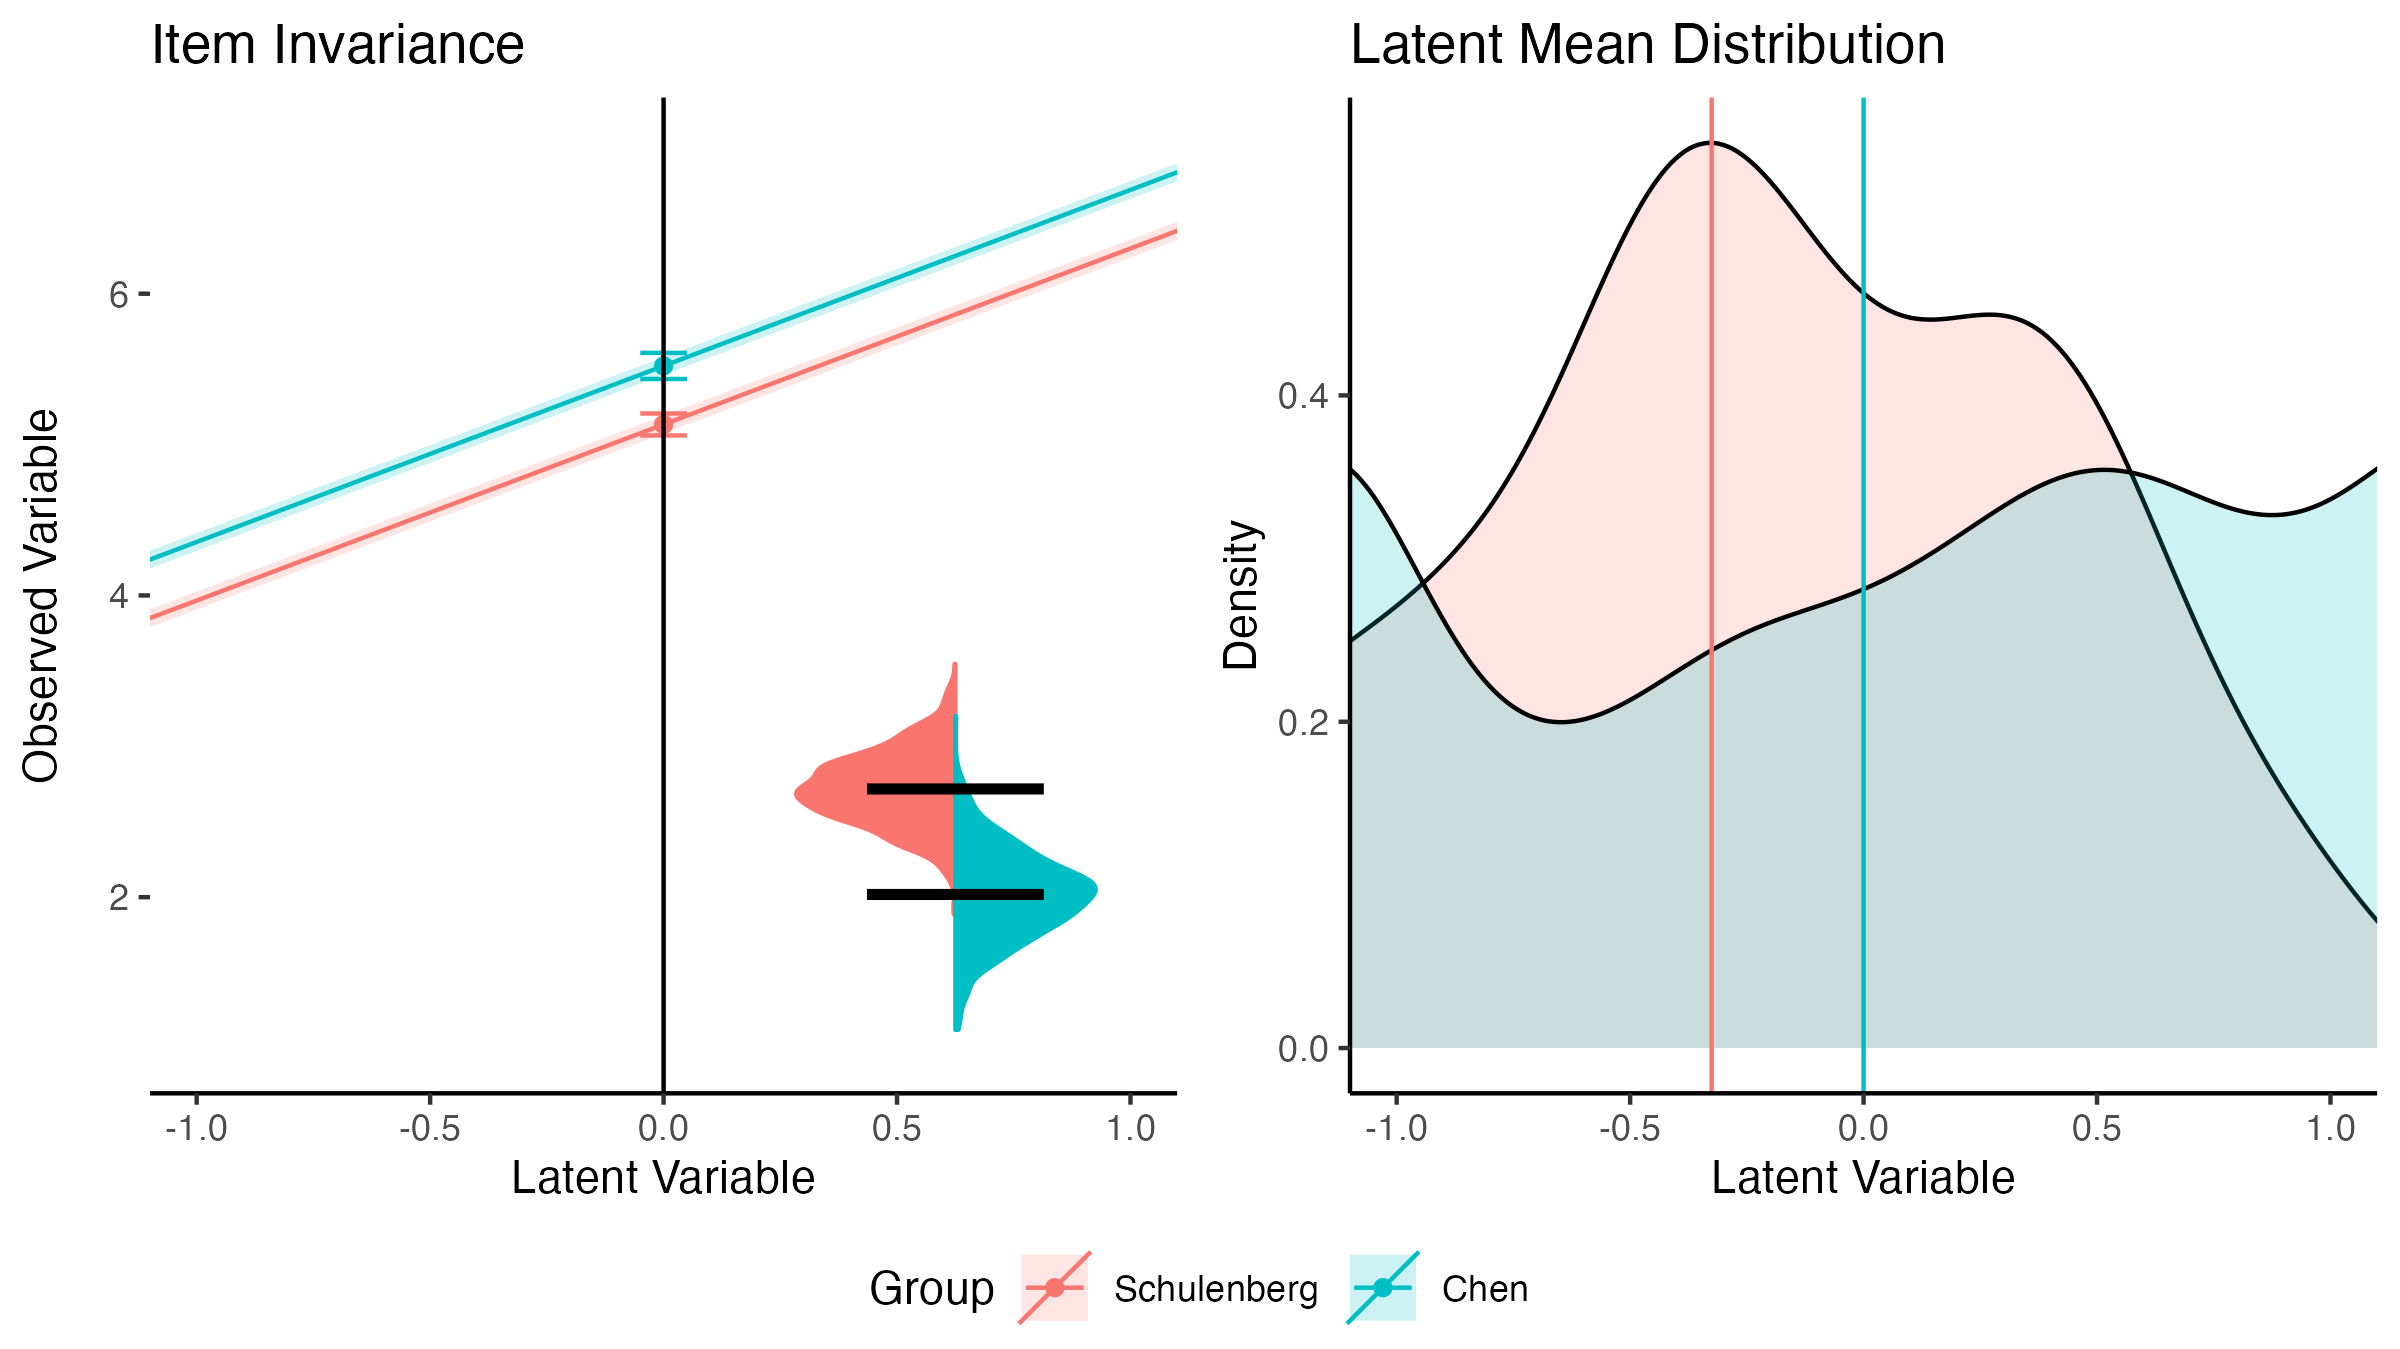 Item Invariance
Observed Variable
6
4
2
-1.0 -0.5 0.0 0.5 1.0
Latent Variable
Latent Mean Distribution
Density
0.4
0.2
0.0
-1.0 -0.5 0.0 0.5 1.0
Latent Variable
Group Schulenberg Chen